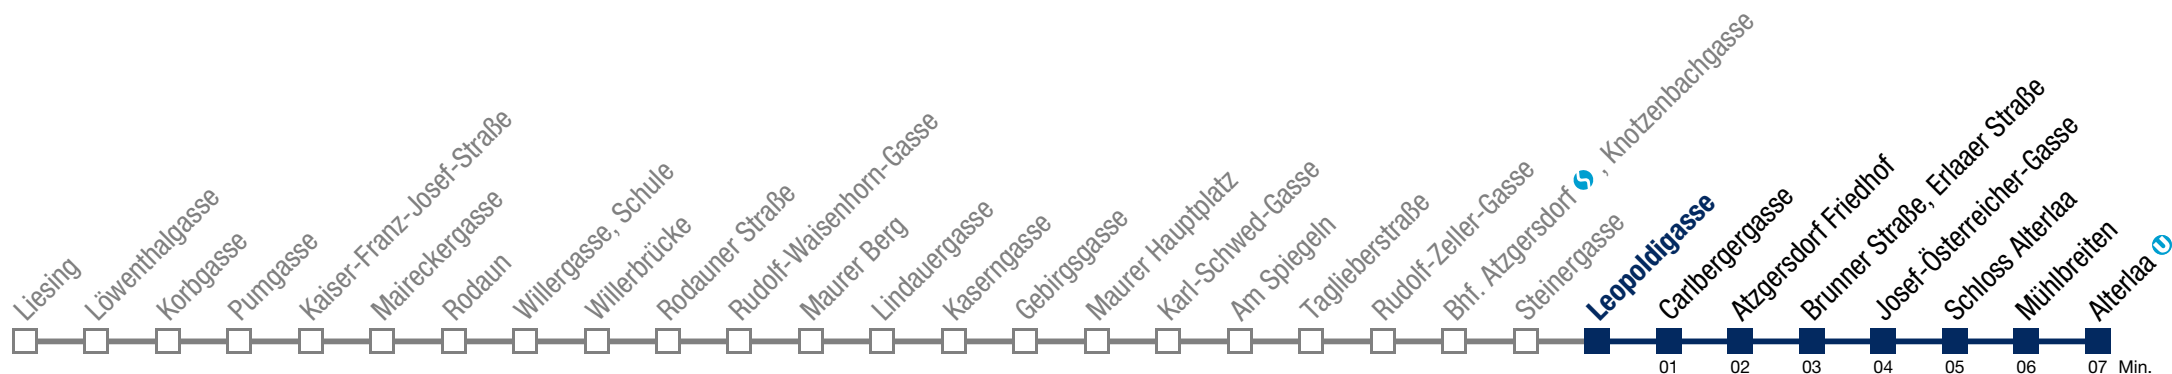 Liesing
Löwenthalgasse
Korbgasse
Pumgasse
Kaiser-Franz-Josef-Straße
Maireckergasse
Rodaun
Willergasse, Schule
Willerbrücke
Rodauner Straße
Rudolf-Waisenhorn-Gasse
Maurer Berg
Lindauergasse
Kaserngasse
Gebirgsgasse
Maurer Hauptplatz
Karl-Schwed-Gasse
Am Spiegeln
Taglieberstraße
Rudolf-Zeller-Gasse
Bhf. Atzgersdorf S, Knotzenbachgasse
Steinergasse
Leopoldigasse
Carlbergergasse
Atzgersdorf Friedhof
Brunner Straße, Erlaaer Straße
Josef-Österreicher-Gasse
Schloss Alterlaa
Mühlbreiten
Alterlaa U
01 02 03 04 05 06 07 Min.